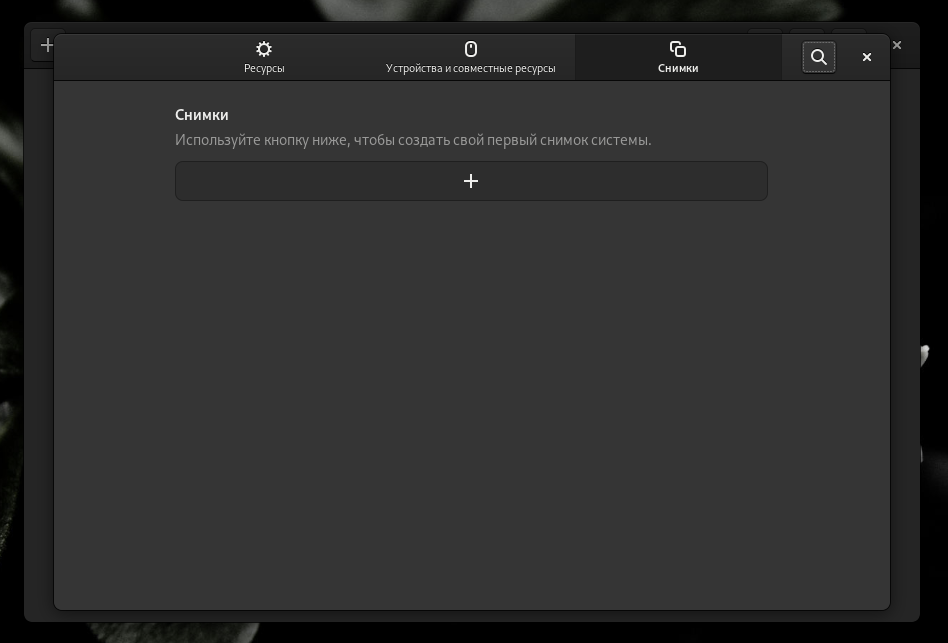 Ресурсы
Устройства и совместные ресурсы
Снимки
Снимки
Используйте кнопку ниже, чтобы создать свой первый снимок системы.